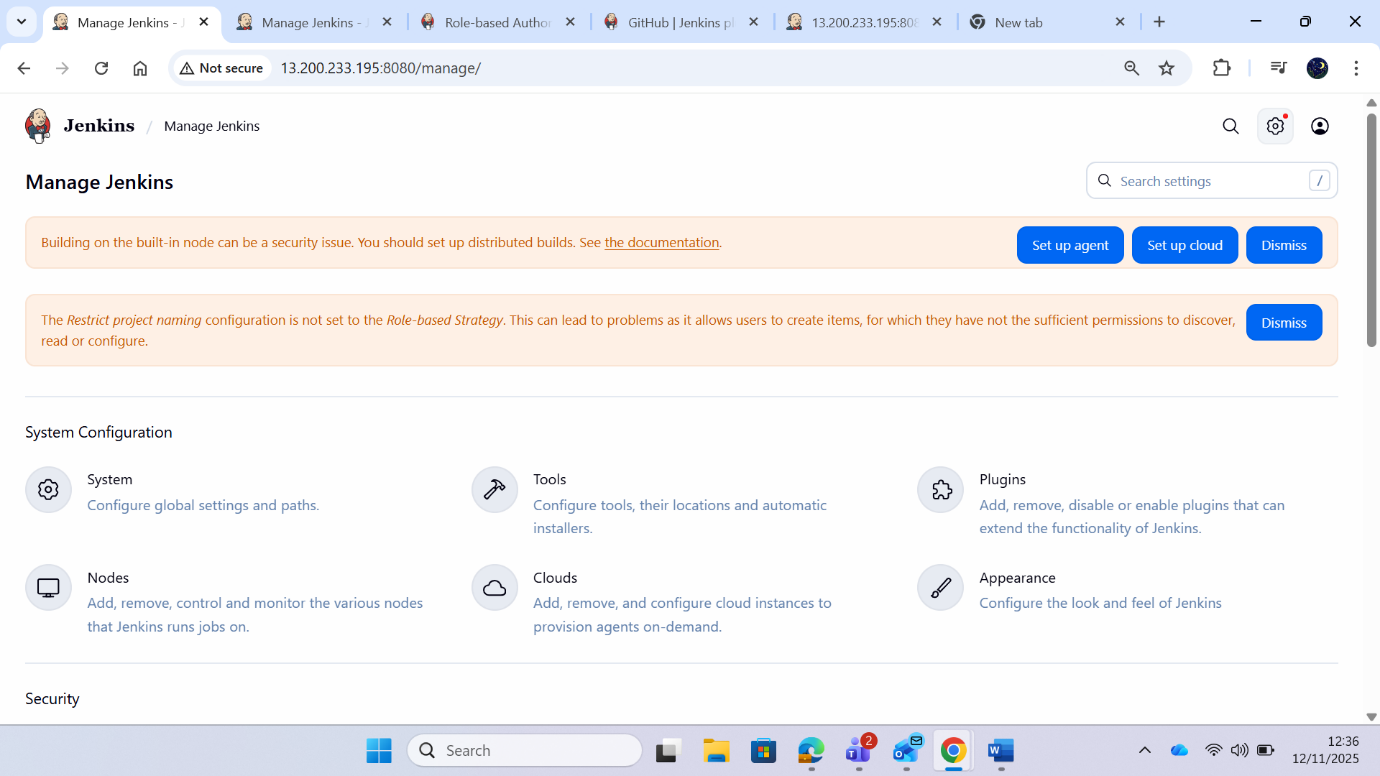 Manage Jenkins - J
Manage Jenkins - J
Role-based Author
GitHub | Jenkins pl
13.200.233.195:808
New tab
Not secure
13.200.233.195:8080/manage/
Jenkins / Manage Jenkins
Manage Jenkins
Search settings
/
Building on the built-in node can be a security issue. You should set up distributed builds. See the documentation.
Set up agent
Set up cloud
Dismiss
The Restrict project naming configuration is not set to the Role-based Strategy. This can lead to problems as it allows users to create items, for which they have not the sufficient permissions to discover,
read or configure.
Dismiss
System Configuration
System
Configure global settings and paths.
Tools
Configure tools, their locations and automatic
installers.
Plugins
Add, remove, disable or enable plugins that can
extend the functionality of Jenkins.
Nodes
Add, remove, control and monitor the various nodes
that Jenkins runs jobs on.
Clouds
Add, remove, and configure cloud instances to
provision agents on-demand.
Appearance
Configure the look and feel of Jenkins
Security
Search
2
12:36
12/11/2025